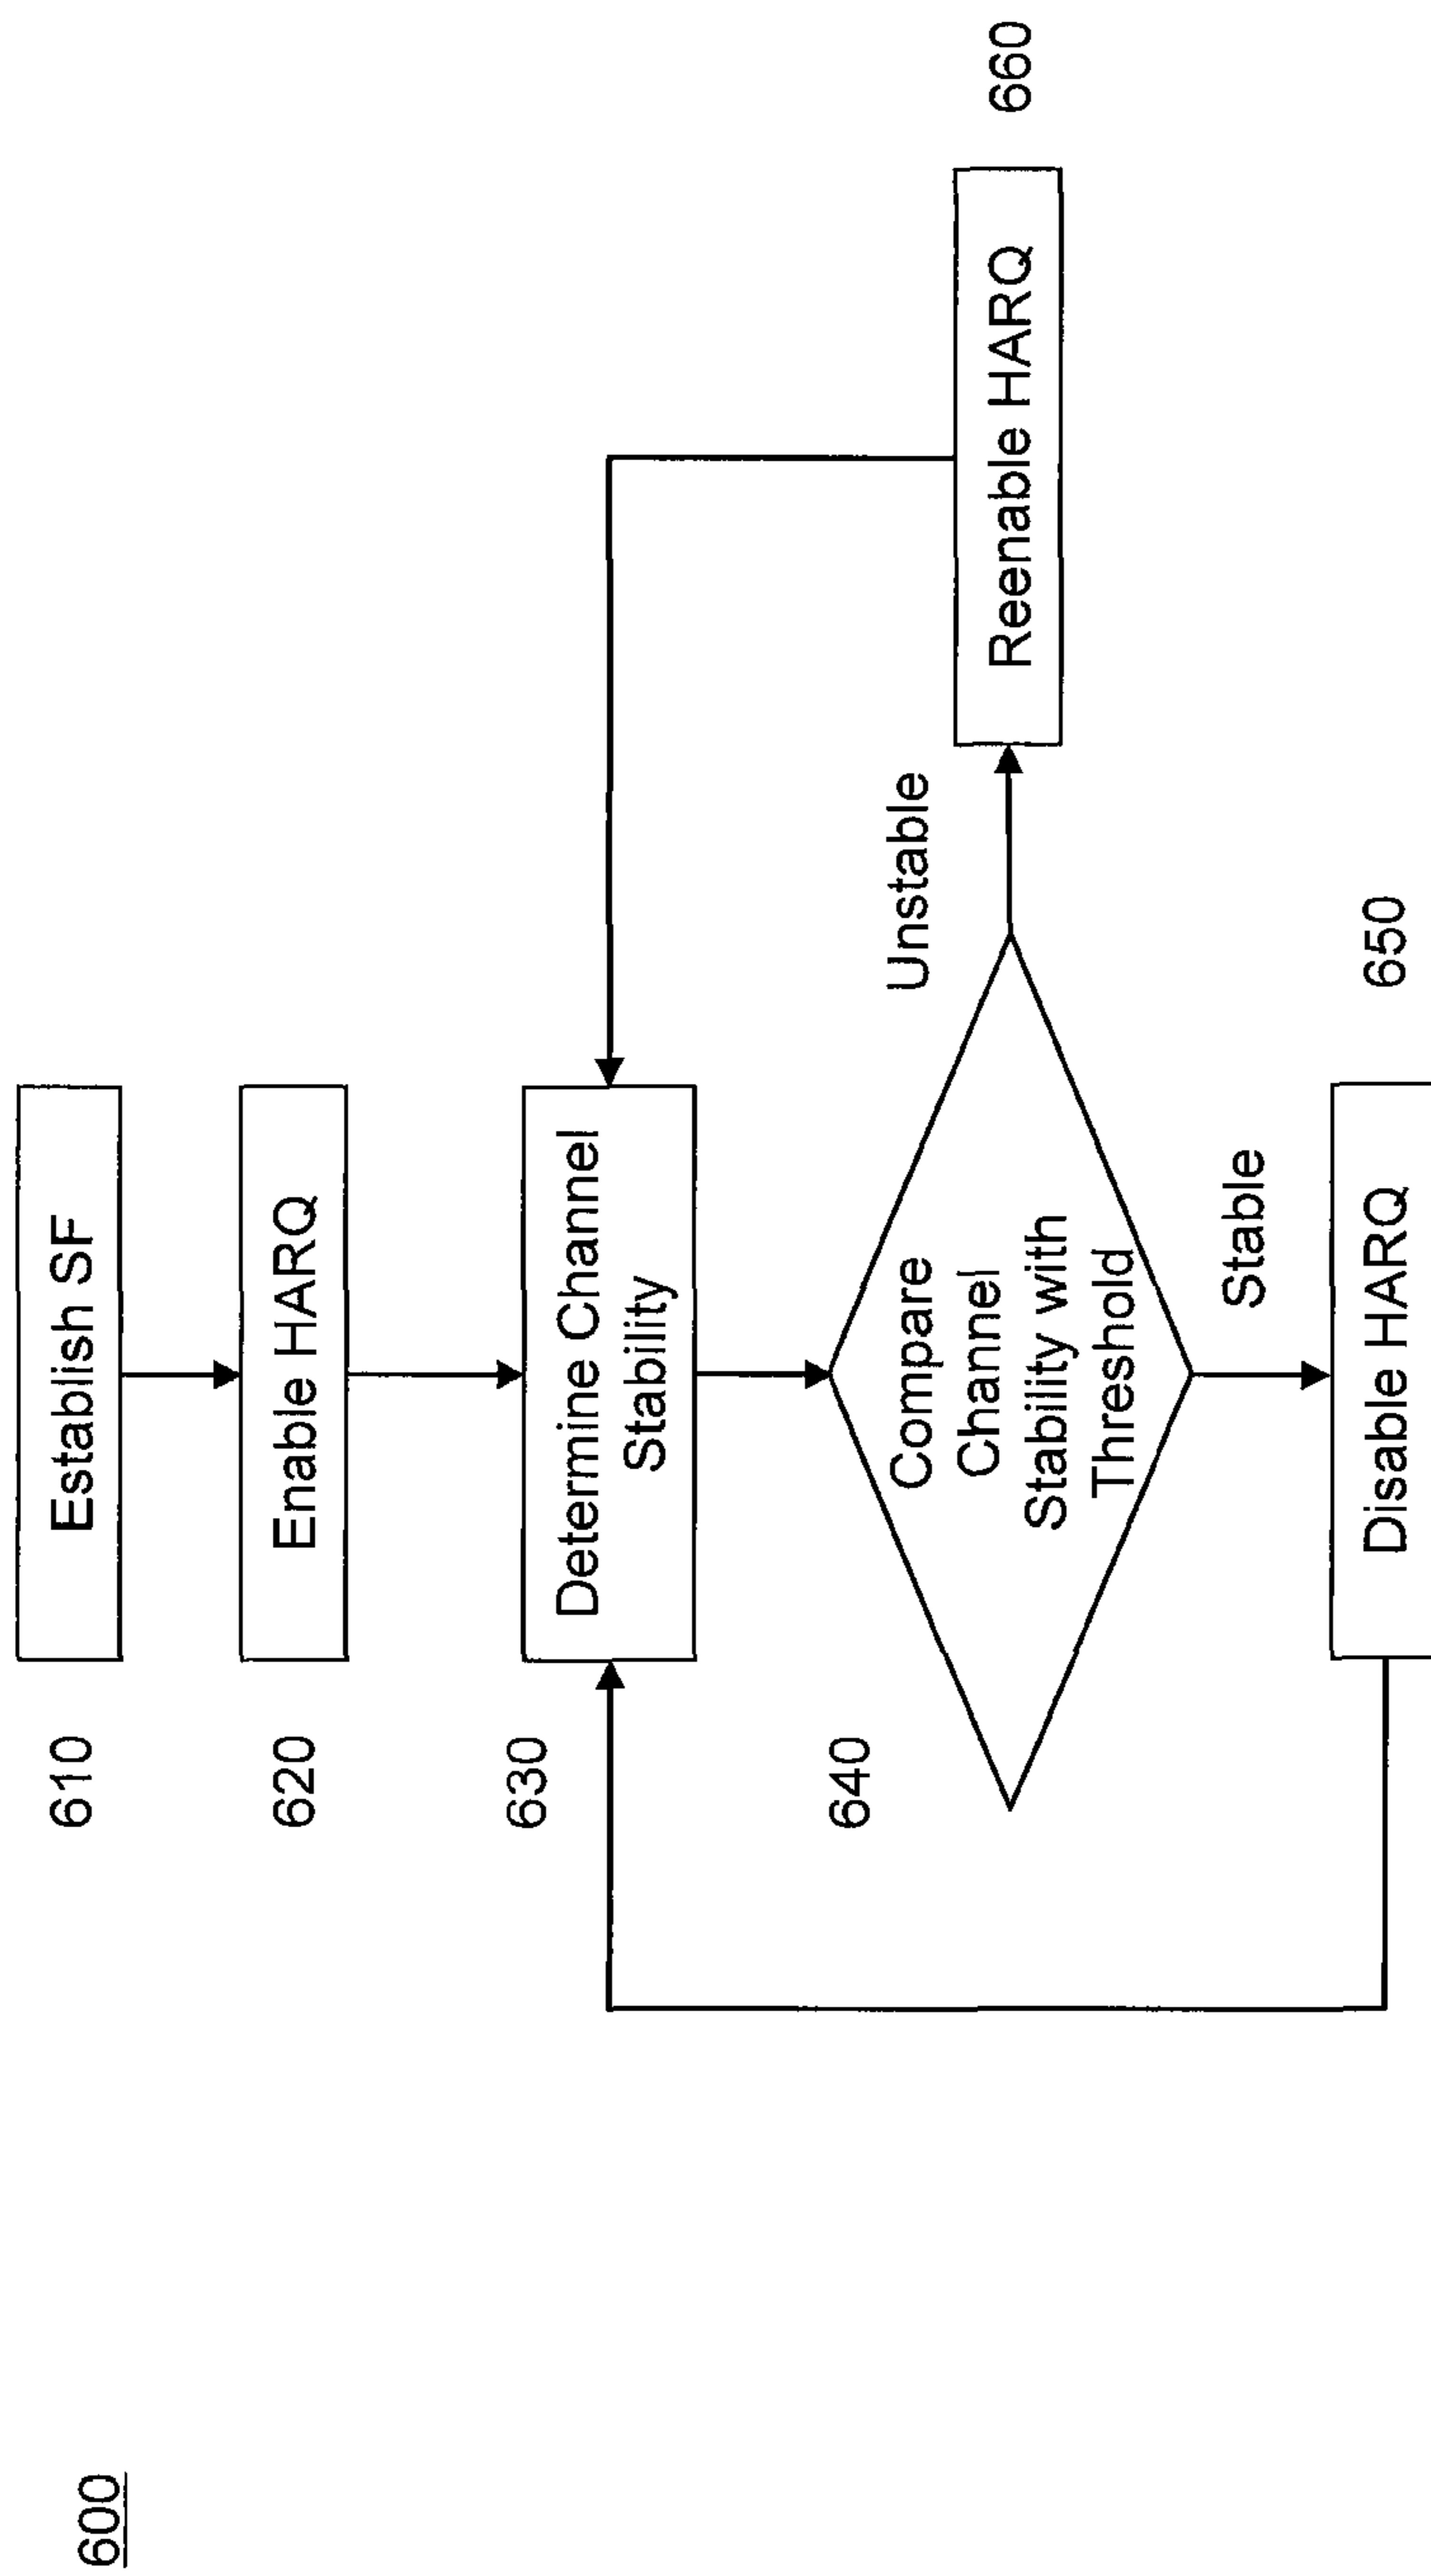 600
610
Establish SF
620
Enable HARQ
630
Determine Channel
Stability
640
Compare
Channel
Stability with
Threshold
Unstable
Reenable HARQ
660
Stable
Disable HARQ
650